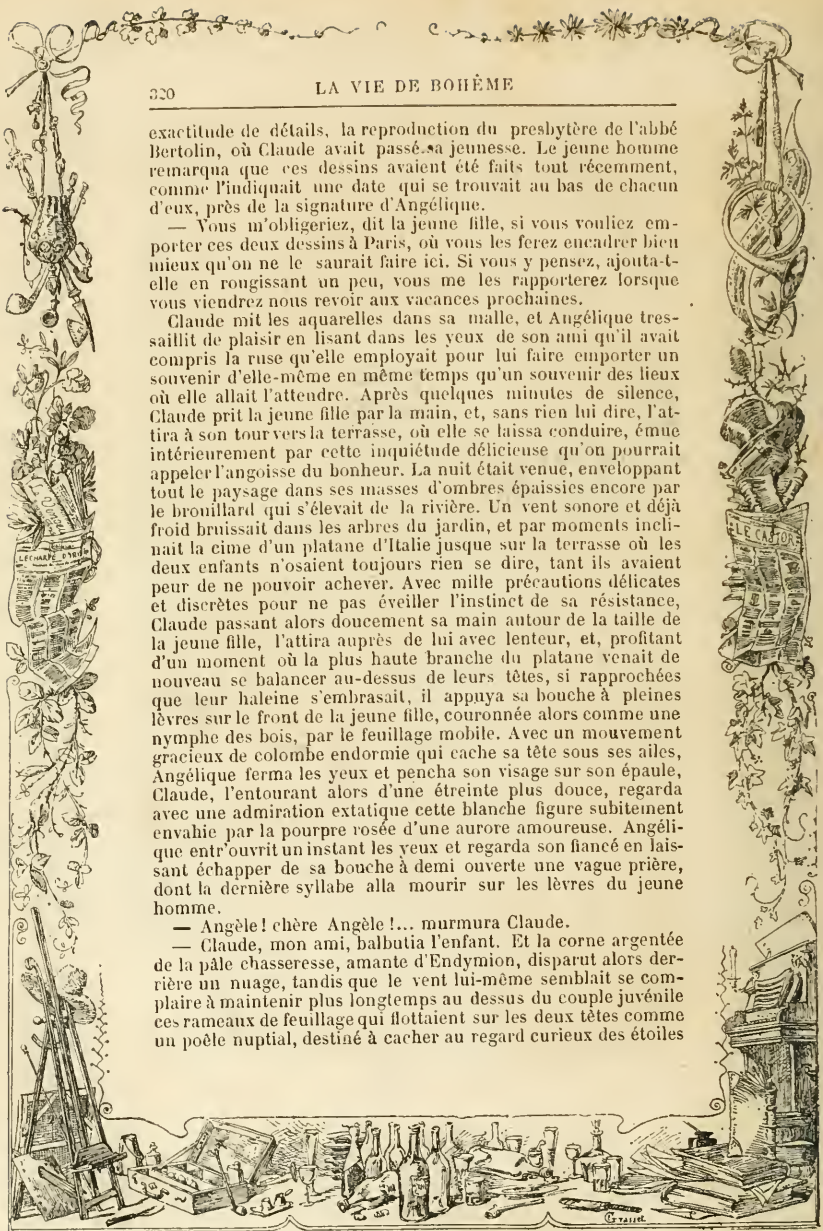 320
LA VIE DE BOHÊME
exactitude de détails, la reproduction du presbytère de l'abbé
Bertolin, où Claude avait passé sa jeunesse. Le jeune homme
remarqua que ces dessins avaient été faits tout récemment,
comme l'indiquait une date qui se trouvait au bas de chacun
d'eux, près de la signature d'Angélique.
— Vous m'obligeriez, dit la jeune fille, si vous vouliez em-
porter ces deux dessins à Paris, où vous les ferez encadrer bien
mieux qu'on ne le saurait faire ici. Si vous y pensez, ajouta-t-
elle en rougissant un peu, vous me les rapporterez lorsque
vous viendrez nous revoir aux vacances prochaines.
Claude mit les aquarelles dans sa malle, et Angélique tres-
saillit de plaisir en lisant dans les yeux de son ami qu'il avait
compris la ruse qu'elle employait pour lui faire emporter un
souvenir d'elle-même en même temps qu'un souvenir des lieux
où elle allait l'attendre. Après quelques minutes de silence,
Claude prit la jeune fille par la main, et, sans rien lui dire, l'at-
tira à son tour vers la terrasse, où elle se laissa conduire, émue
intérieurement par cette inquiétude délicieuse qu'on pourrait
appeler l'angoisse du bonheur. La nuit était venue, enveloppant
tout le paysage dans ses masses d'ombres épaissies encore par
le brouillard qui s'élevait de la rivière. Un vent sonore et déjà
froid bruissait dans les arbres du jardin, et par moments incli-
nait la cime d'un platane d'Italie jusque sur la terrasse où les
deux enfants n'osaient toujours rien se dire, tant ils avaient
peur de ne pouvoir achever. Avec mille précautions délicates
et discrètes pour ne pas éveiller l'instinct de sa résistance,
Claude passant alors doucement sa main autour de la taille de
la jeune fille, l'attira auprès de lui avec lenteur, et, profitant
d'un moment où la plus haute branche du platane venait de
nouveau se balancer au-dessus de leurs têtes, si rapprochées
que leur haleine s'embrasait, il appuya sa bouche à pleines
lèvres sur le front de la jeune fille, couronnée alors comme une
nymphe des bois, par le feuillage mobile. Avec un mouvement
gracieux de colombe endormie qui cache sa tête sous ses ailes,
Angélique ferma les yeux et pencha son visage sur son épaule,
Claude, l'entourant alors d'une étreinte plus douce, regarda
avec une admiration extatique cette blanche figure subitement
envahie par la pourpre rosée d'une aurore amoureuse. Angéli-
que entr'ouvrit un instant les yeux et regarda son fiancé en lais-
sant échapper de sa bouche à demi ouverte une vague prière,
dont la dernière syllabe alla mourir sur les lèvres du jeune
homme.
— Angèle ! chère Angèle !... murmura Claude.
— Claude, mon ami, balbutia l'enfant. Et la corne argentée
de la pâle chasseresse, amante d'Endymion, disparut alors der-
rière un nuage, tandis que le vent lui-même semblait se com-
plaire à maintenir plus longtemps au dessus du couple juvénile
ces rameaux de feuillage qui flottaient sur les deux têtes comme
un poêle nuptial, destiné à cacher au regard curieux des étoiles
L'ECHARPE D'IRIS
LE CASTOR
Grasset